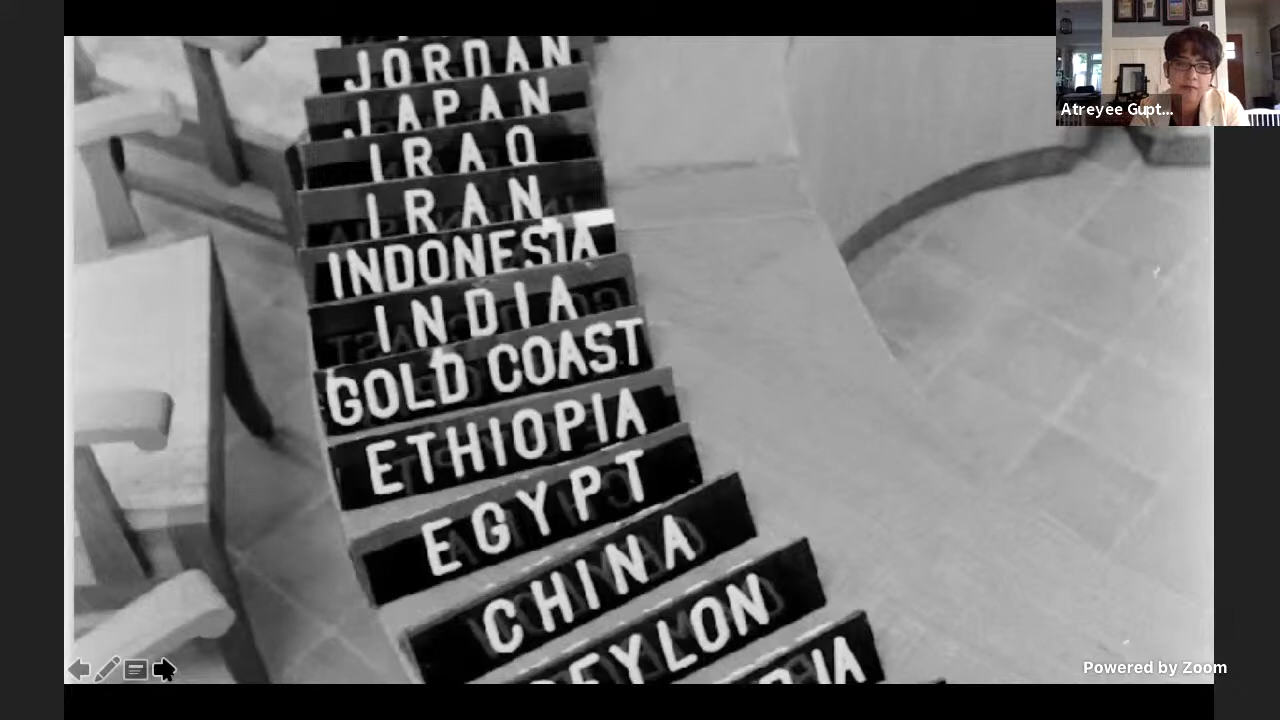 JORDAN
JAPAN
IRAQ
IRAN
INDONESIA
INDIA
GOLD COAST
ETHIOPIA
EGYPT
CHINA
CEYLON
Atreyee Gupt...
Powered by Zoom